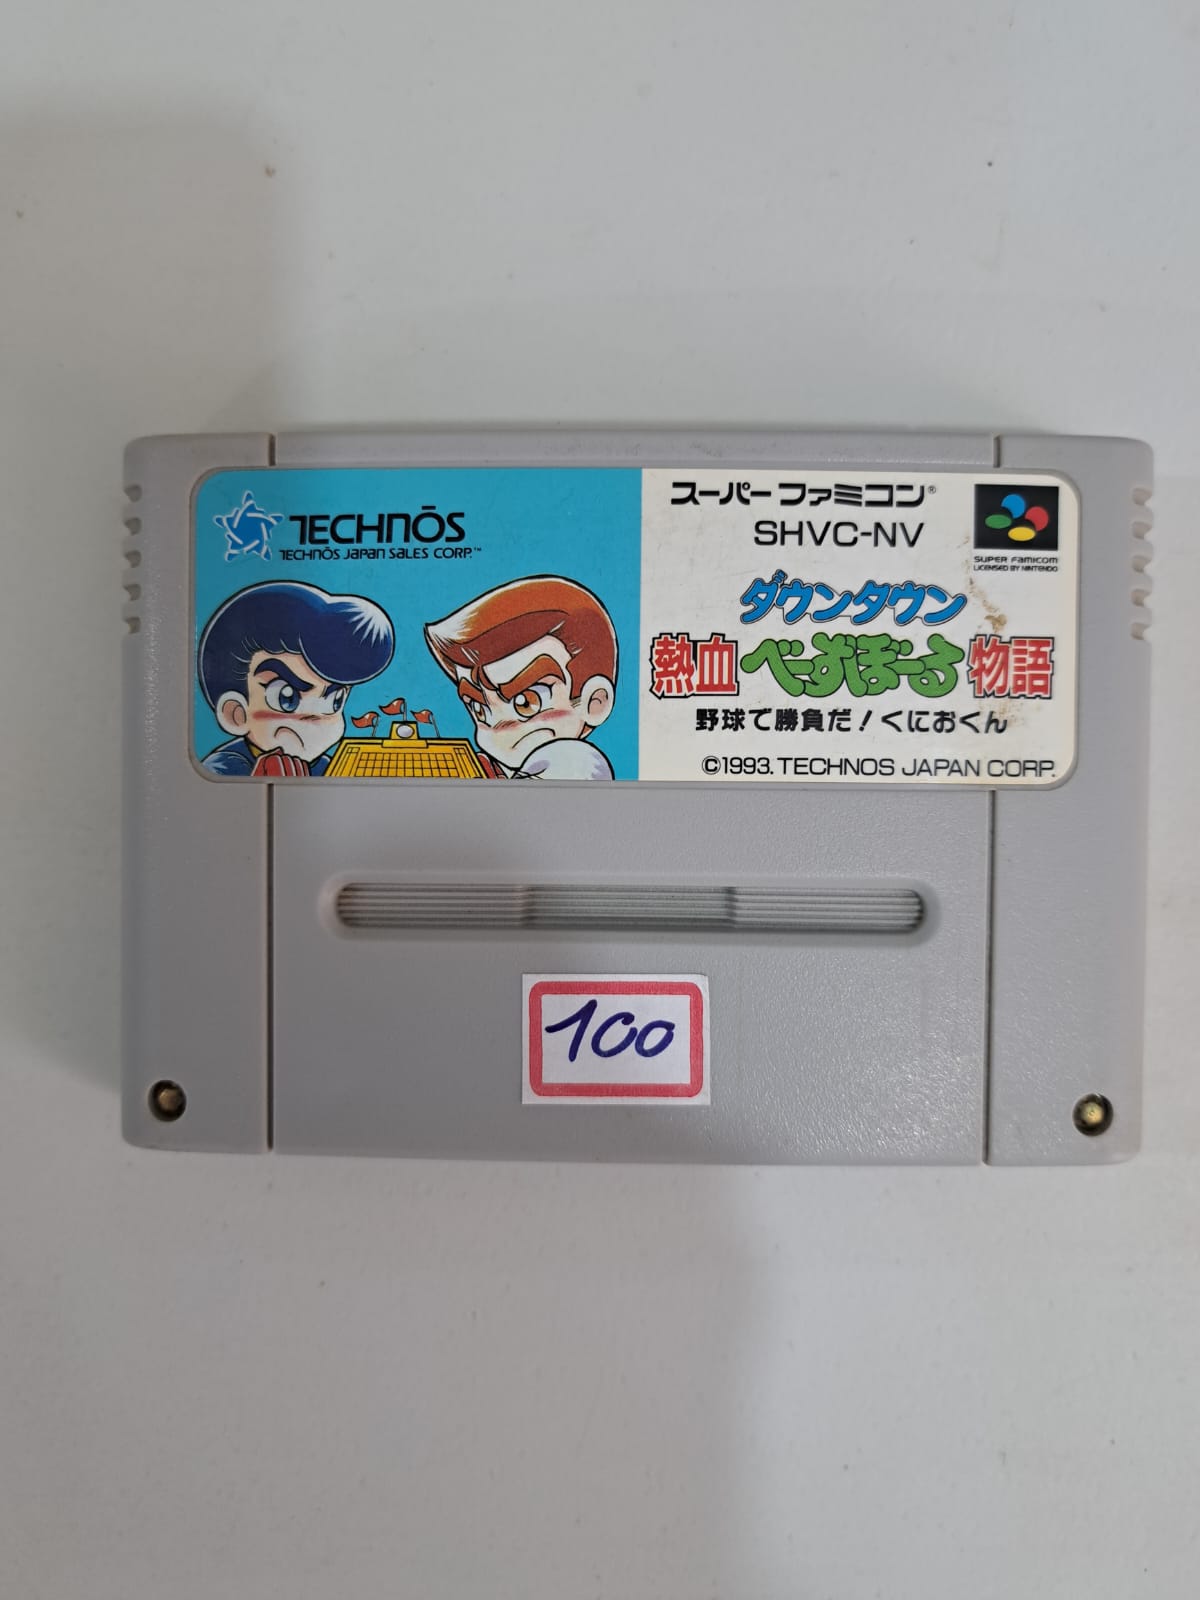 TECHNŌS
TECHNŌS JAPAN SALES CORP.™
スーパーファミコン®
SHVC-NV
SUPER FAMICOM
LICENSED BY NINTENDO
ダウンタウン
熱血べーすぼーる物語
野球で勝負だ!くにおくん
©1993. TECHNOS JAPAN CORP.
100